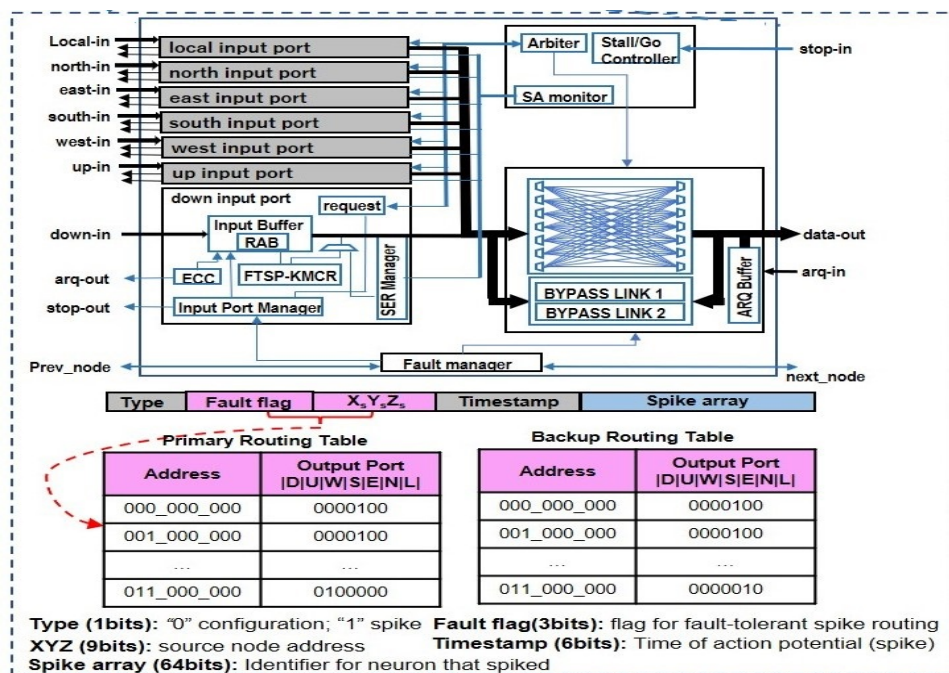 Local-in
local input port
north-in
north input port
east-in
east input port
south-in
south input port
west-in
west input port
up-in
up input port
Arbiter
Stall/Go Controller
stop-in
SA monitor
down input port
request
Input Buffer
RAB
down-in
data-out
arq-out
ECC
FTSP-KMCR
SER Manager
arq-in
ARQ Buffer
stop-out
Input Port Manager
BYPASS LINK 1
BYPASS LINK 2
Prev_node
Fault manager
next_node
Type Fault flag XsYsZs Timestamp Spike array
Primary Routing Table
Address Output Port |D|U|W|S|E|N|L|
000_000_000 0000100
001_000_000 0000100
... ...
011_000_000 0100000
Backup Routing Table
Address Output Port |D|U|W|S|E|N|L|
000_000_000 0000100
001_000_000 0000100
... ...
011_000_000 0000010
Type (1bits): "0" configuration; "1" spike Fault flag(3bits): flag for fault-tolerant spike routing
XYZ (9bits): source node address Timestamp (6bits): Time of action potential (spike)
Spike array (64bits): Identifier for neuron that spiked